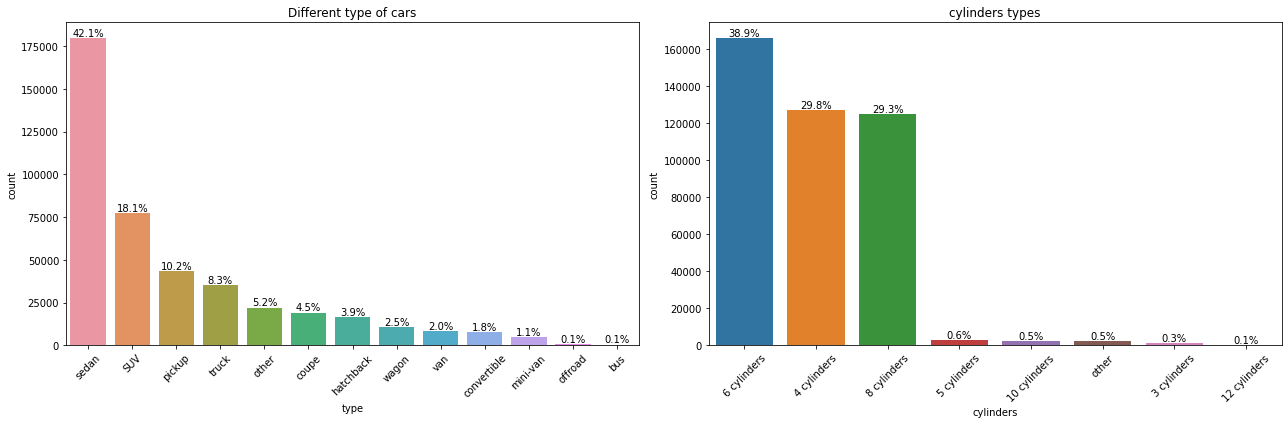 Different type of cars
175000
150000
125000
100000
75000
50000
25000
0
count
42.1%
18.1%
10.2%
8.3%
5.2%
4.5%
3.9%
2.5%
2.0%
1.8%
1.1%
0.1%
0.1%
sedan
SUV
pickup
truck
other
coupe
hatchback
wagon
van
convertible
mini-van
offroad
bus
type
cylinders types
160000
140000
120000
100000
80000
60000
40000
20000
0
count
38.9%
29.8%
29.3%
0.6%
0.5%
0.5%
0.3%
0.1%
6 cylinders
4 cylinders
8 cylinders
5 cylinders
10 cylinders
other
3 cylinders
12 cylinders
cylinders